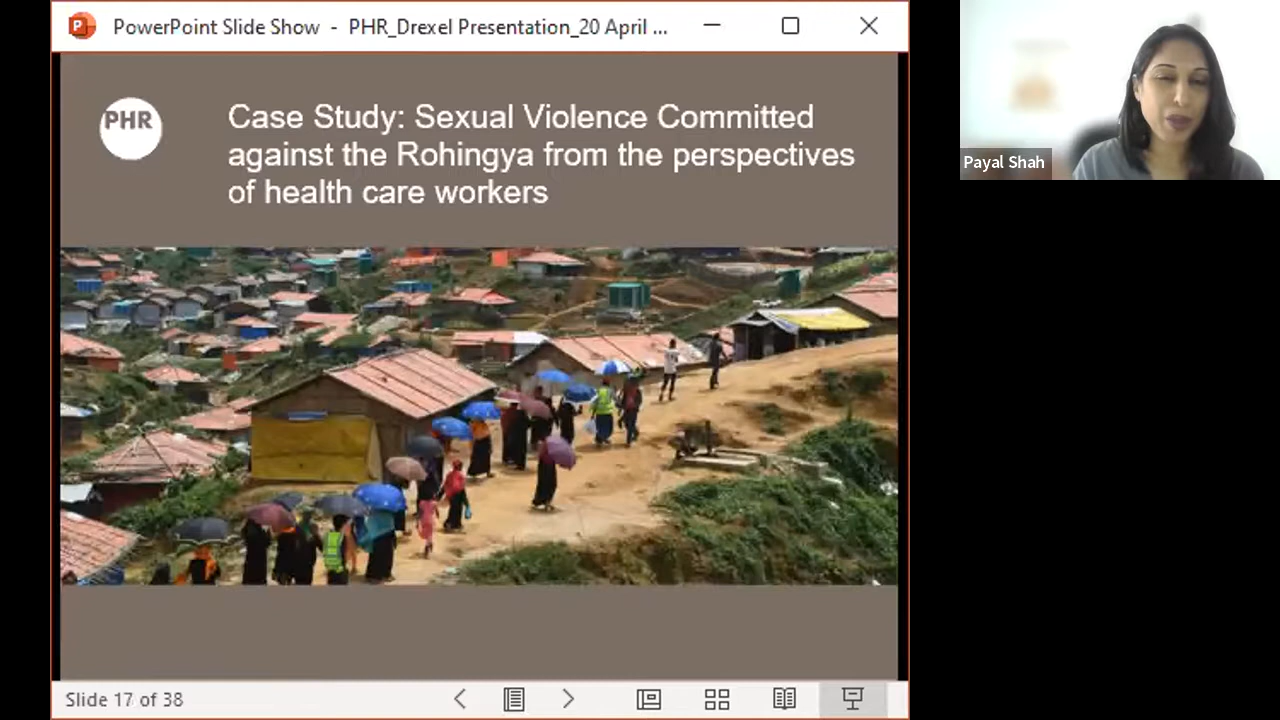 PowerPoint Slide Show - PHR_Drexel Presentation_20 April ...
PHR
Case Study: Sexual Violence Committed
against the Rohingya from the perspectives
of health care workers
Payal Shah
Slide 17 of 38